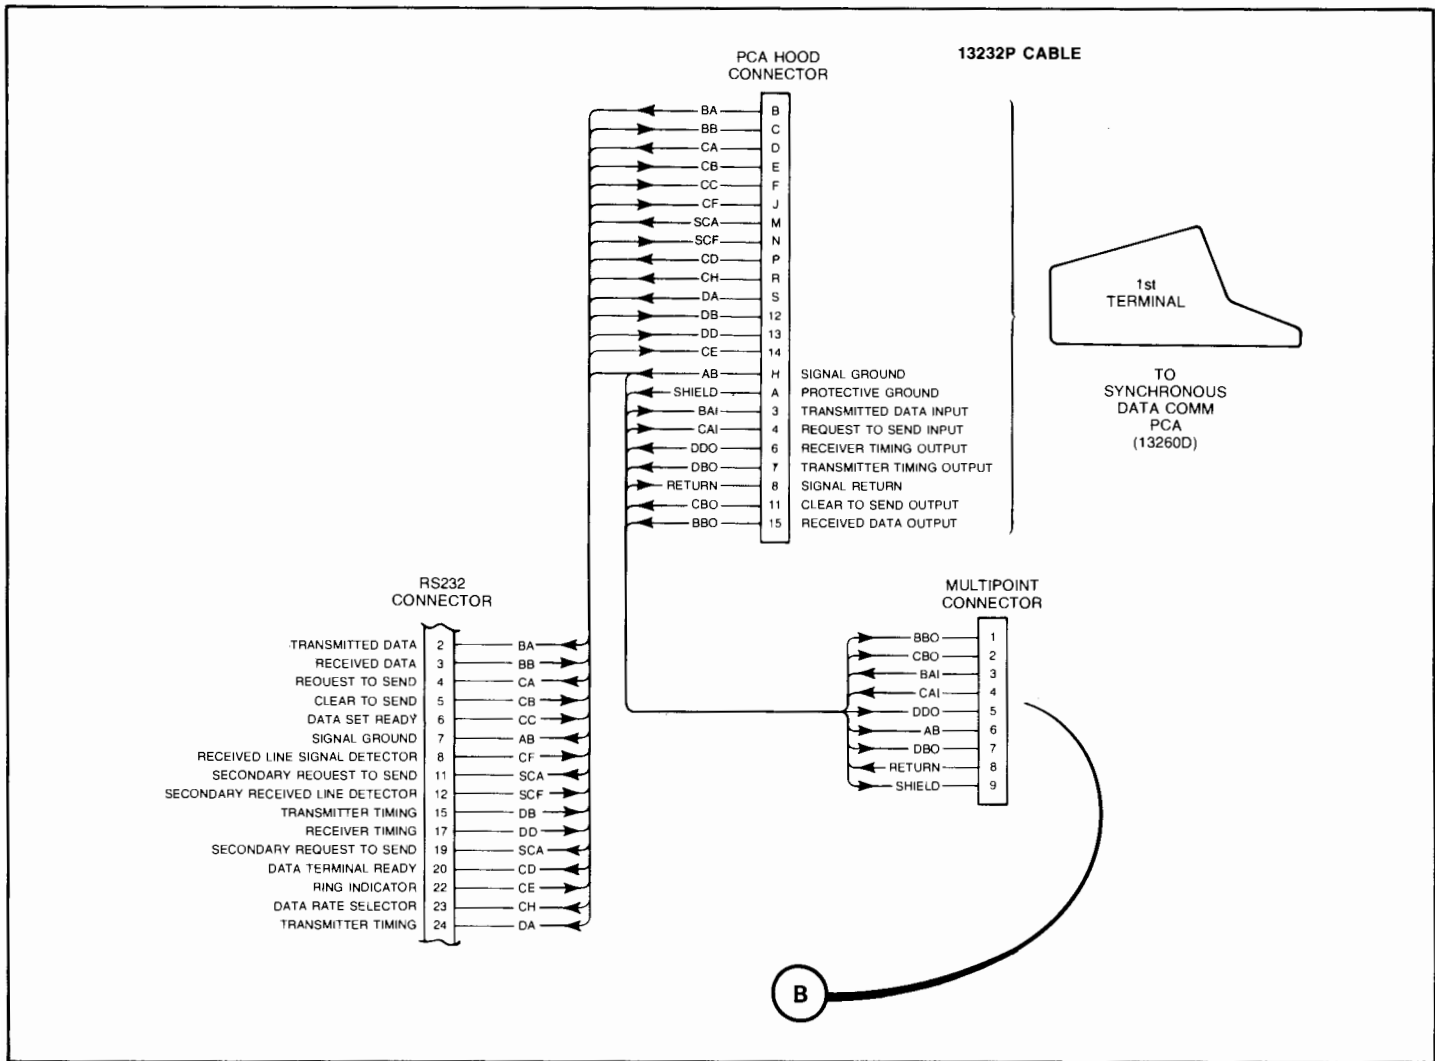 13232P CABLE
PCA HOOD
CONNECTOR
BA B
BB C
CA D
CB E
CC F
CF J
SCA M
SCF N
CD P
CH R
DA S
DB 12
DD 13
CE 14
AB H SIGNAL GROUND
SHIELD A PROTECTIVE GROUND
BAI 3 TRANSMITTED DATA INPUT
CAI 4 REQUEST TO SEND INPUT
DDO 6 RECEIVER TIMING OUTPUT
DBO 7 TRANSMITTER TIMING OUTPUT
RETURN 8 SIGNAL RETURN
CBO 11 CLEAR TO SEND OUTPUT
BBO 15 RECEIVED DATA OUTPUT
1st
TERMINAL
TO
SYNCHRONOUS
DATA COMM
PCA
(13260D)
RS232
CONNECTOR
TRANSMITTED DATA 2 BA
RECEIVED DATA 3 BB
REQUEST TO SEND 4 CA
CLEAR TO SEND 5 CB
DATA SET READY 6 CC
SIGNAL GROUND 7 AB
RECEIVED LINE SIGNAL DETECTOR 8 CF
SECONDARY REQUEST TO SEND 11 SCA
SECONDARY RECEIVED LINE DETECTOR 12 SCF
TRANSMITTER TIMING 15 DB
RECEIVER TIMING 17 DD
SECONDARY REQUEST TO SEND 19 SCA
DATA TERMINAL READY 20 CD
RING INDICATOR 22 CE
DATA RATE SELECTOR 23 CH
TRANSMITTER TIMING 24 DA
MULTIPOINT
CONNECTOR
BBO 1
CBO 2
BAI 3
CAI 4
DDO 5
AB 6
DBO 7
RETURN 8
SHIELD 9
B